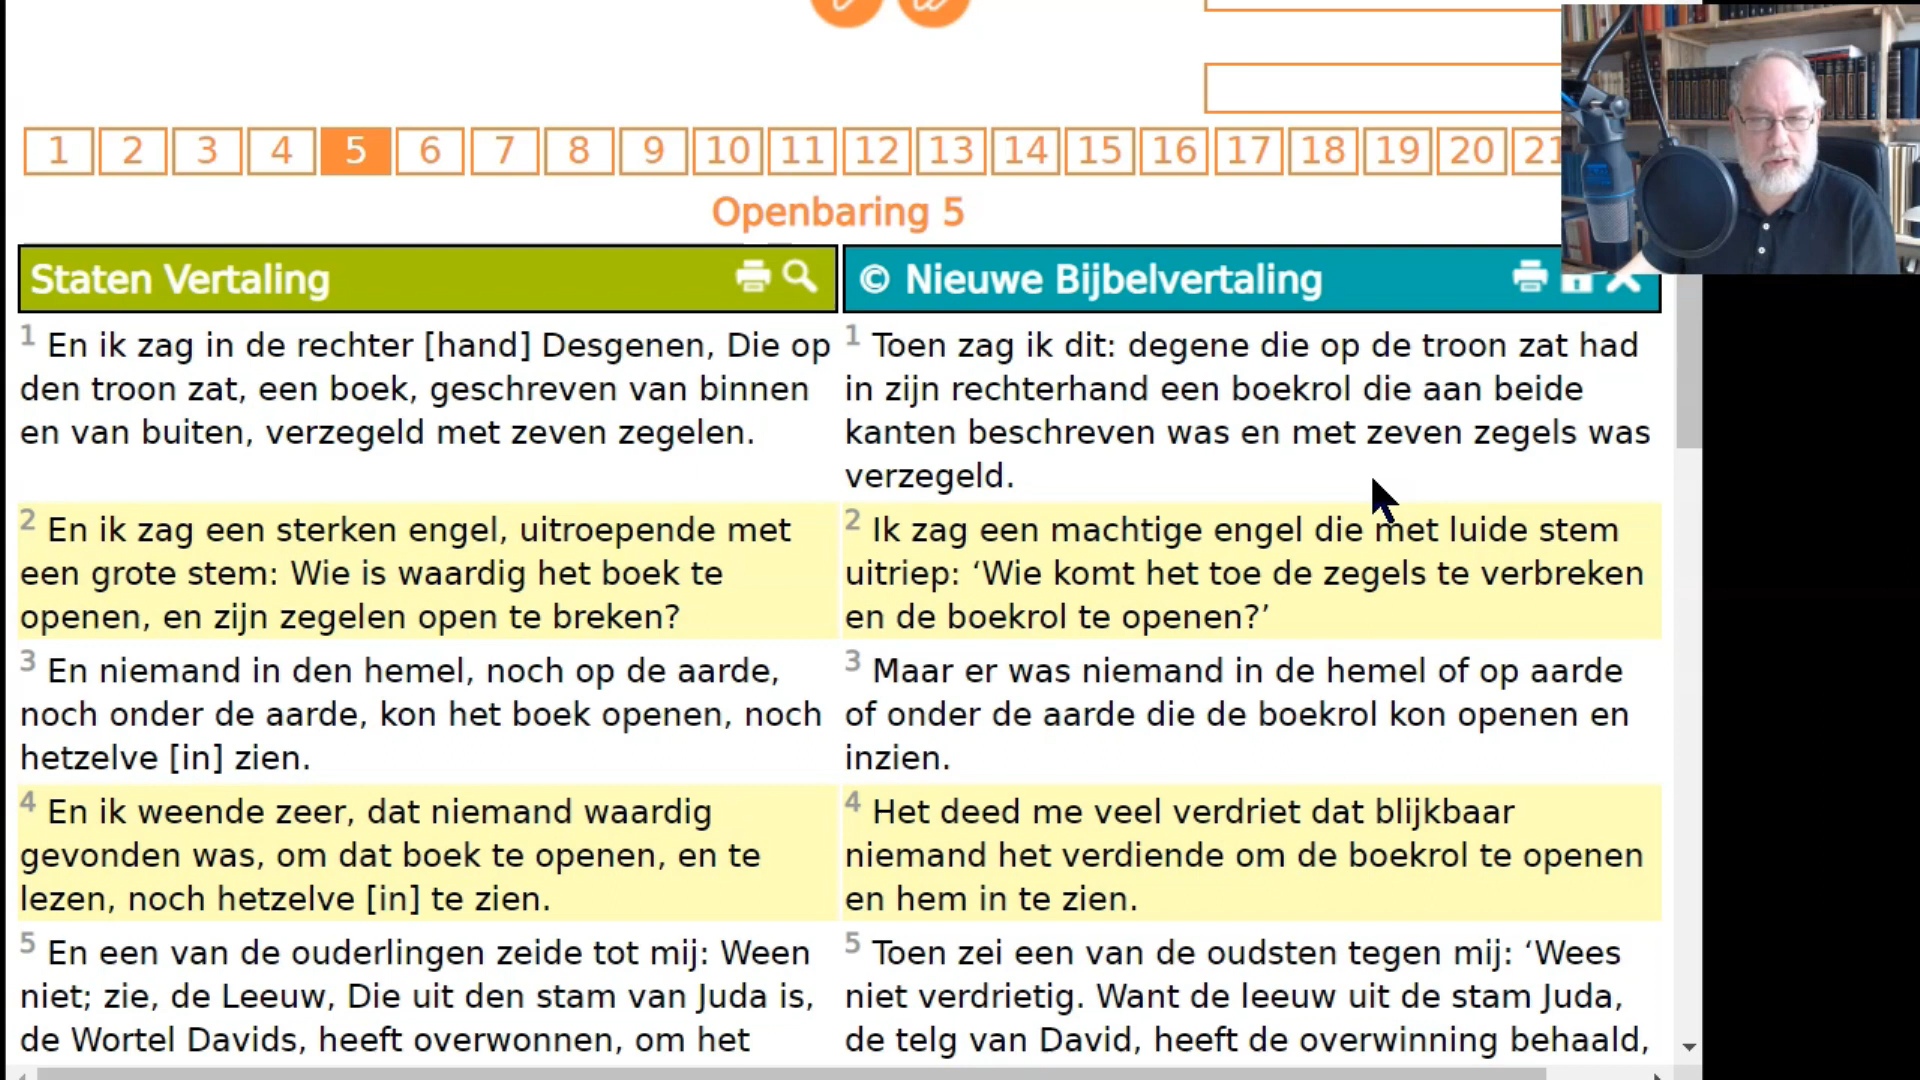 1 2 3 4 5 6 7 8 9 10 11 12 13 14 15 16 17 18 19 20 21
Openbaring 5
Staten Vertaling
1 En ik zag in de rechter [hand] Desgenen, Die op
den troon zat, een boek, geschreven van binnen
en van buiten, verzegeld met zeven zegelen.
2 En ik zag een sterken engel, uitroepende met
een grote stem: Wie is waardig het boek te
openen, en zijn zegelen open te breken?
3 En niemand in den hemel, noch op de aarde,
noch onder de aarde, kon het boek openen, noch
hetzelve [in] zien.
4 En ik weende zeer, dat niemand waardig
gevonden was, om dat boek te openen, en te
lezen, noch hetzelve [in] te zien.
5 En een van de ouderlingen zeide tot mij: Ween
niet; zie, de Leeuw, Die uit den stam van Juda is,
de Wortel Davids, heeft overwonnen, om het
© Nieuwe Bijbelvertaling
1 Toen zag ik dit: degene die op de troon zat had
in zijn rechterhand een boekrol die aan beide
kanten beschreven was en met zeven zegels was
verzegeld.
2 Ik zag een machtige engel die met luide stem
uitriep: ‘Wie komt het toe de zegels te verbreken
en de boekrol te openen?’
3 Maar er was niemand in de hemel of op aarde
of onder de aarde die de boekrol kon openen en
inzien.
4 Het deed me veel verdriet dat blijkbaar
niemand het verdiende om de boekrol te openen
en hem in te zien.
5 Toen zei een van de oudsten tegen mij: ‘Wees
niet verdrietig. Want de leeuw uit de stam Juda,
de telg van David, heeft de overwinning behaald,